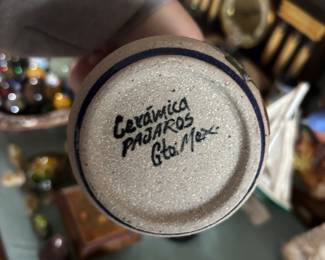 Cerámica
PAJAROS
Gto. Mex.